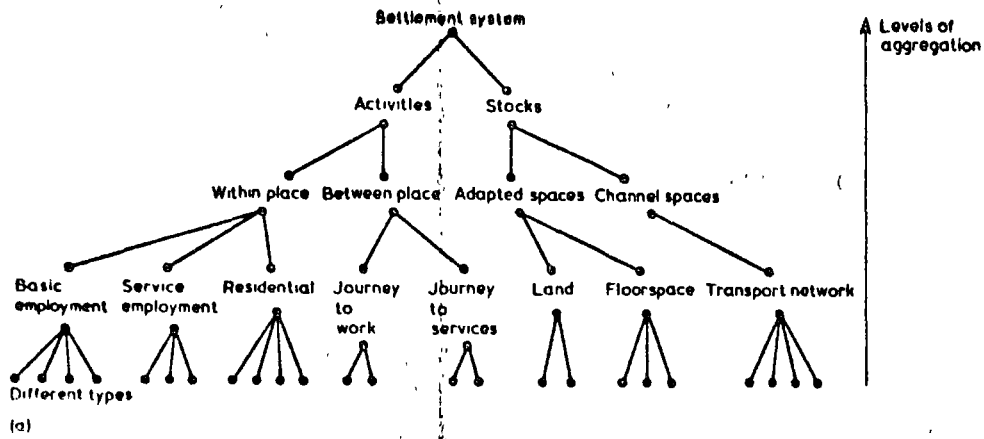 Settlement system
Levels of
aggregation
Activities
Stocks
Within place
Between place
Adapted spaces
Channel spaces
Basic
employment
Service
employment
Residential
Journey
to
work
Journey
to
services
Land
Floorspace
Transport network
Different types
(a)